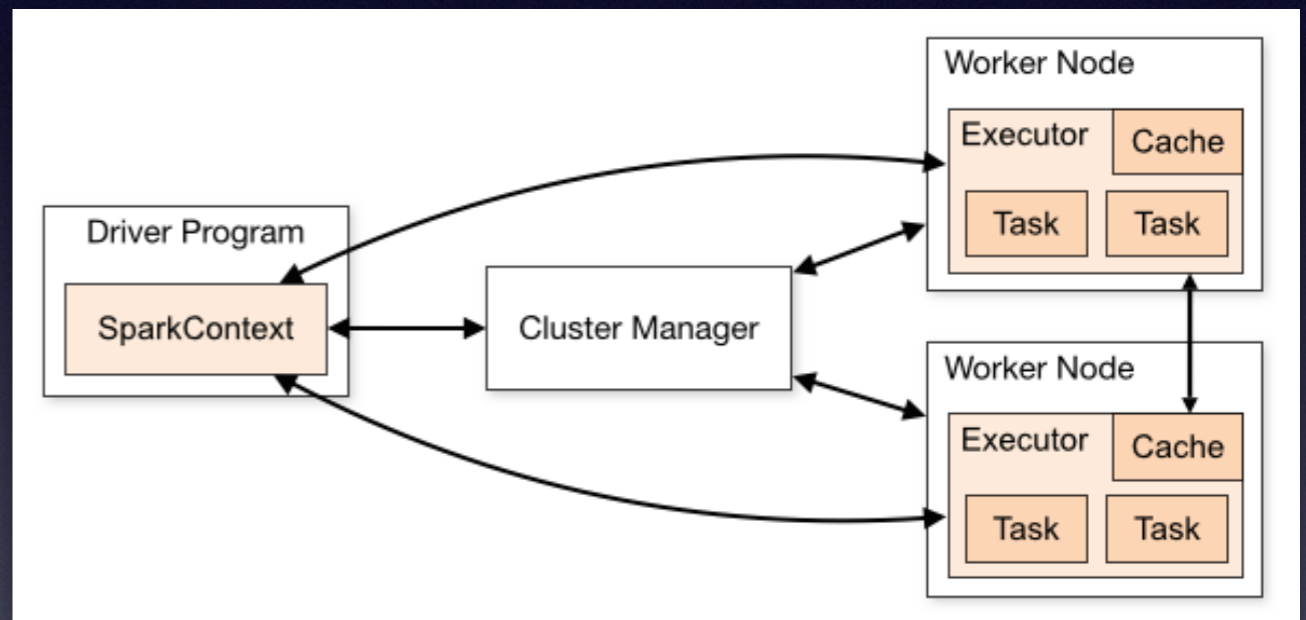 Driver Program
SparkContext
Cluster Manager
Worker Node
Executor
Cache
Task
Task
Worker Node
Executor
Cache
Task
Task